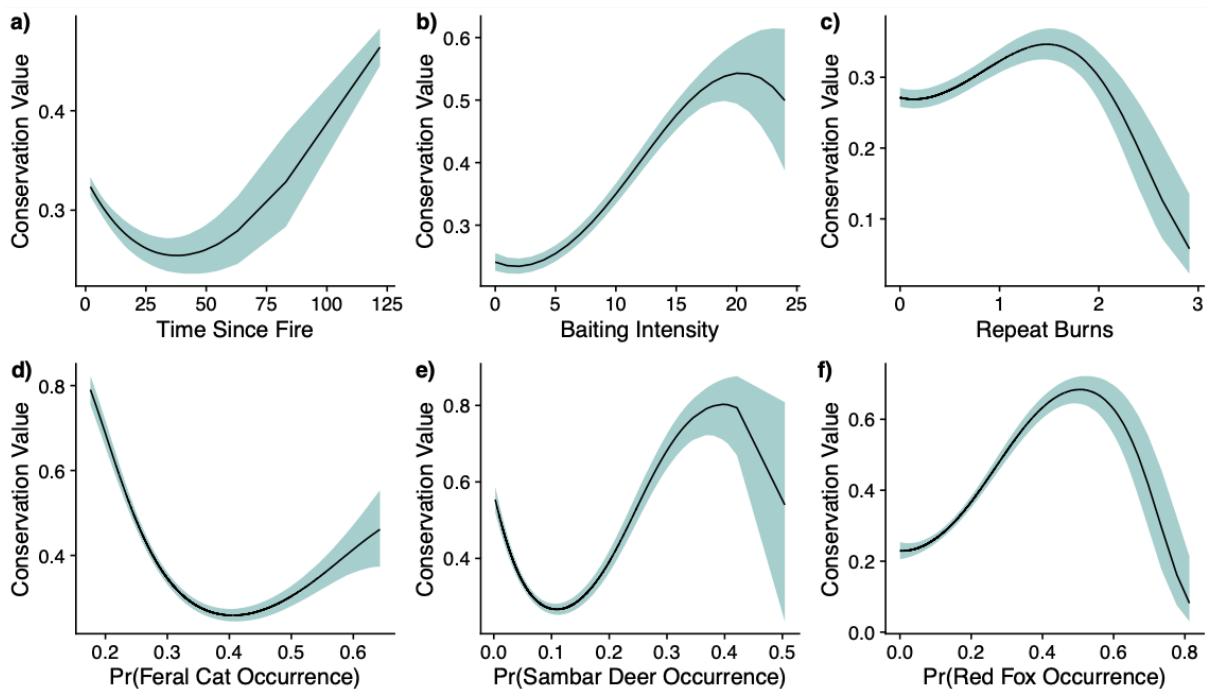 a)
Conservation Value
0.4
0.3
0 25 50 75 100 125
Time Since Fire
b)
Conservation Value
0.6
0.5
0.4
0.3
0 5 10 15 20 25
Baiting Intensity
c)
Conservation Value
0.3
0.2
0.1
0 1 2 3
Repeat Burns
d)
Conservation Value
0.8
0.6
0.4
0.2 0.3 0.4 0.5 0.6
Pr(Feral Cat Occurrence)
e)
Conservation Value
0.8
0.6
0.4
0.0 0.1 0.2 0.3 0.4 0.5
Pr(Sambar Deer Occurrence)
f)
Conservation Value
0.6
0.4
0.2
0.0
0.0 0.2 0.4 0.6 0.8
Pr(Red Fox Occurrence)